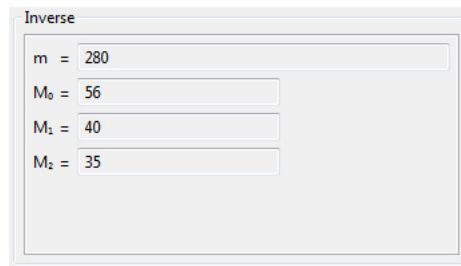 Inverse
m = 280
M₀ = 56
M₁ = 40
M₂ = 35